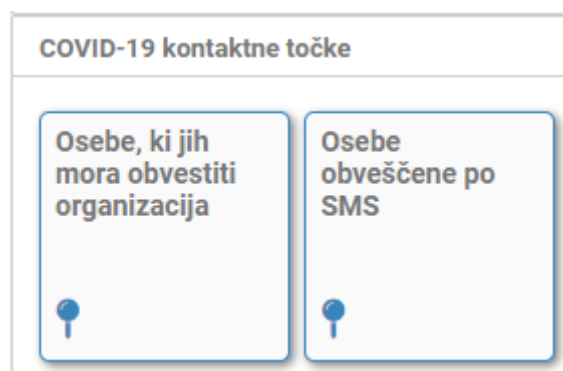 COVID-19 kontaktne točke
Osebe, ki jih
mora obvestiti
organizacija
Osebe
obveščene po
SMS